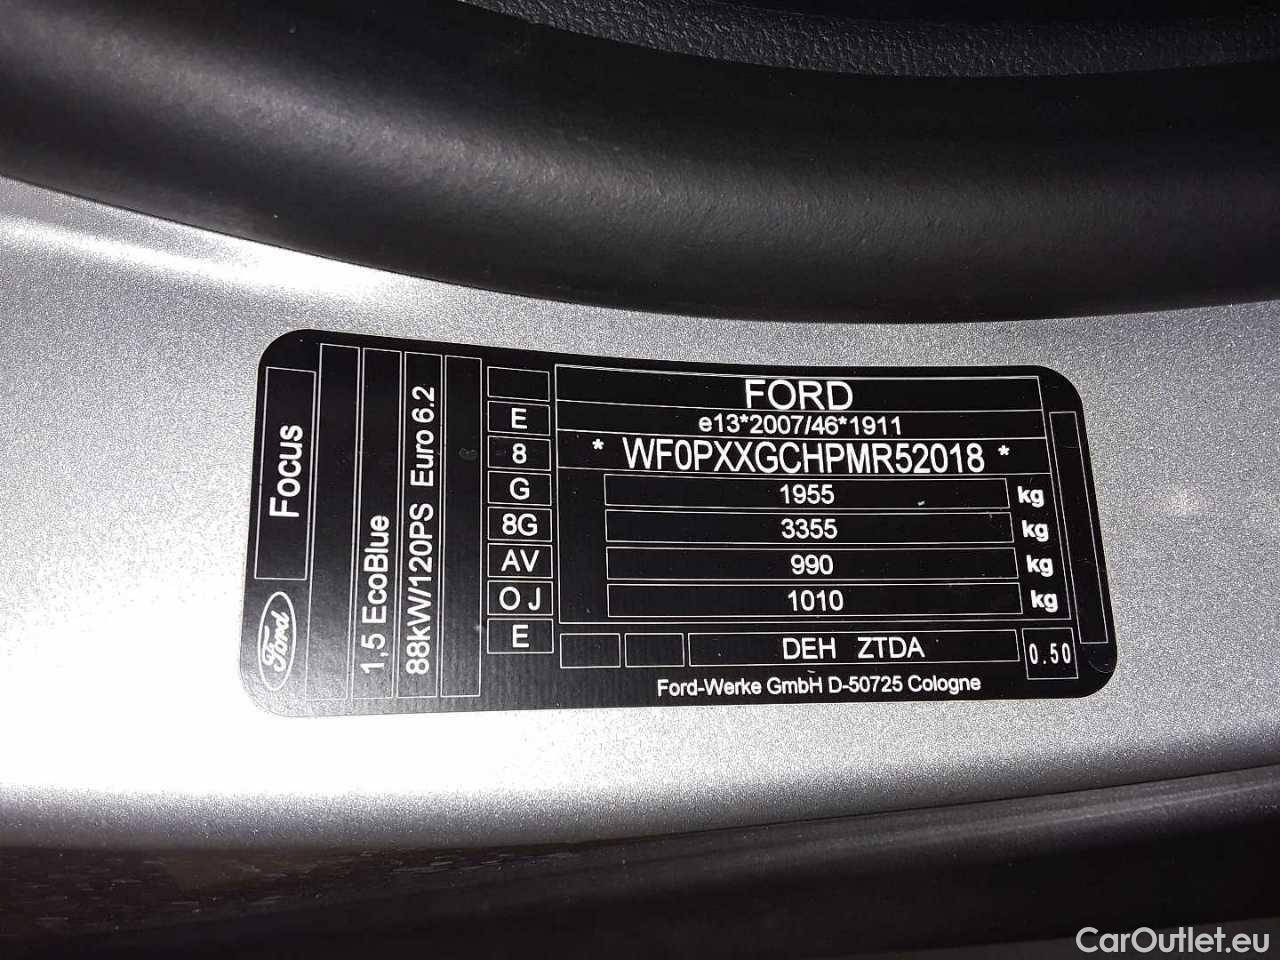 Focus
Ford
1,5 EcoBlue
88kW/120PS Euro 6.2
E
8
G
8G
AV
OJ
E
FORD
e13*2007/46*1911
* WF0PXXGCHPMR52018 *
1955 kg
3355 kg
990 kg
1010 kg
DEH ZTDA
0.50
Ford-Werke GmbH D-50725 Cologne
CarOutlet.eu